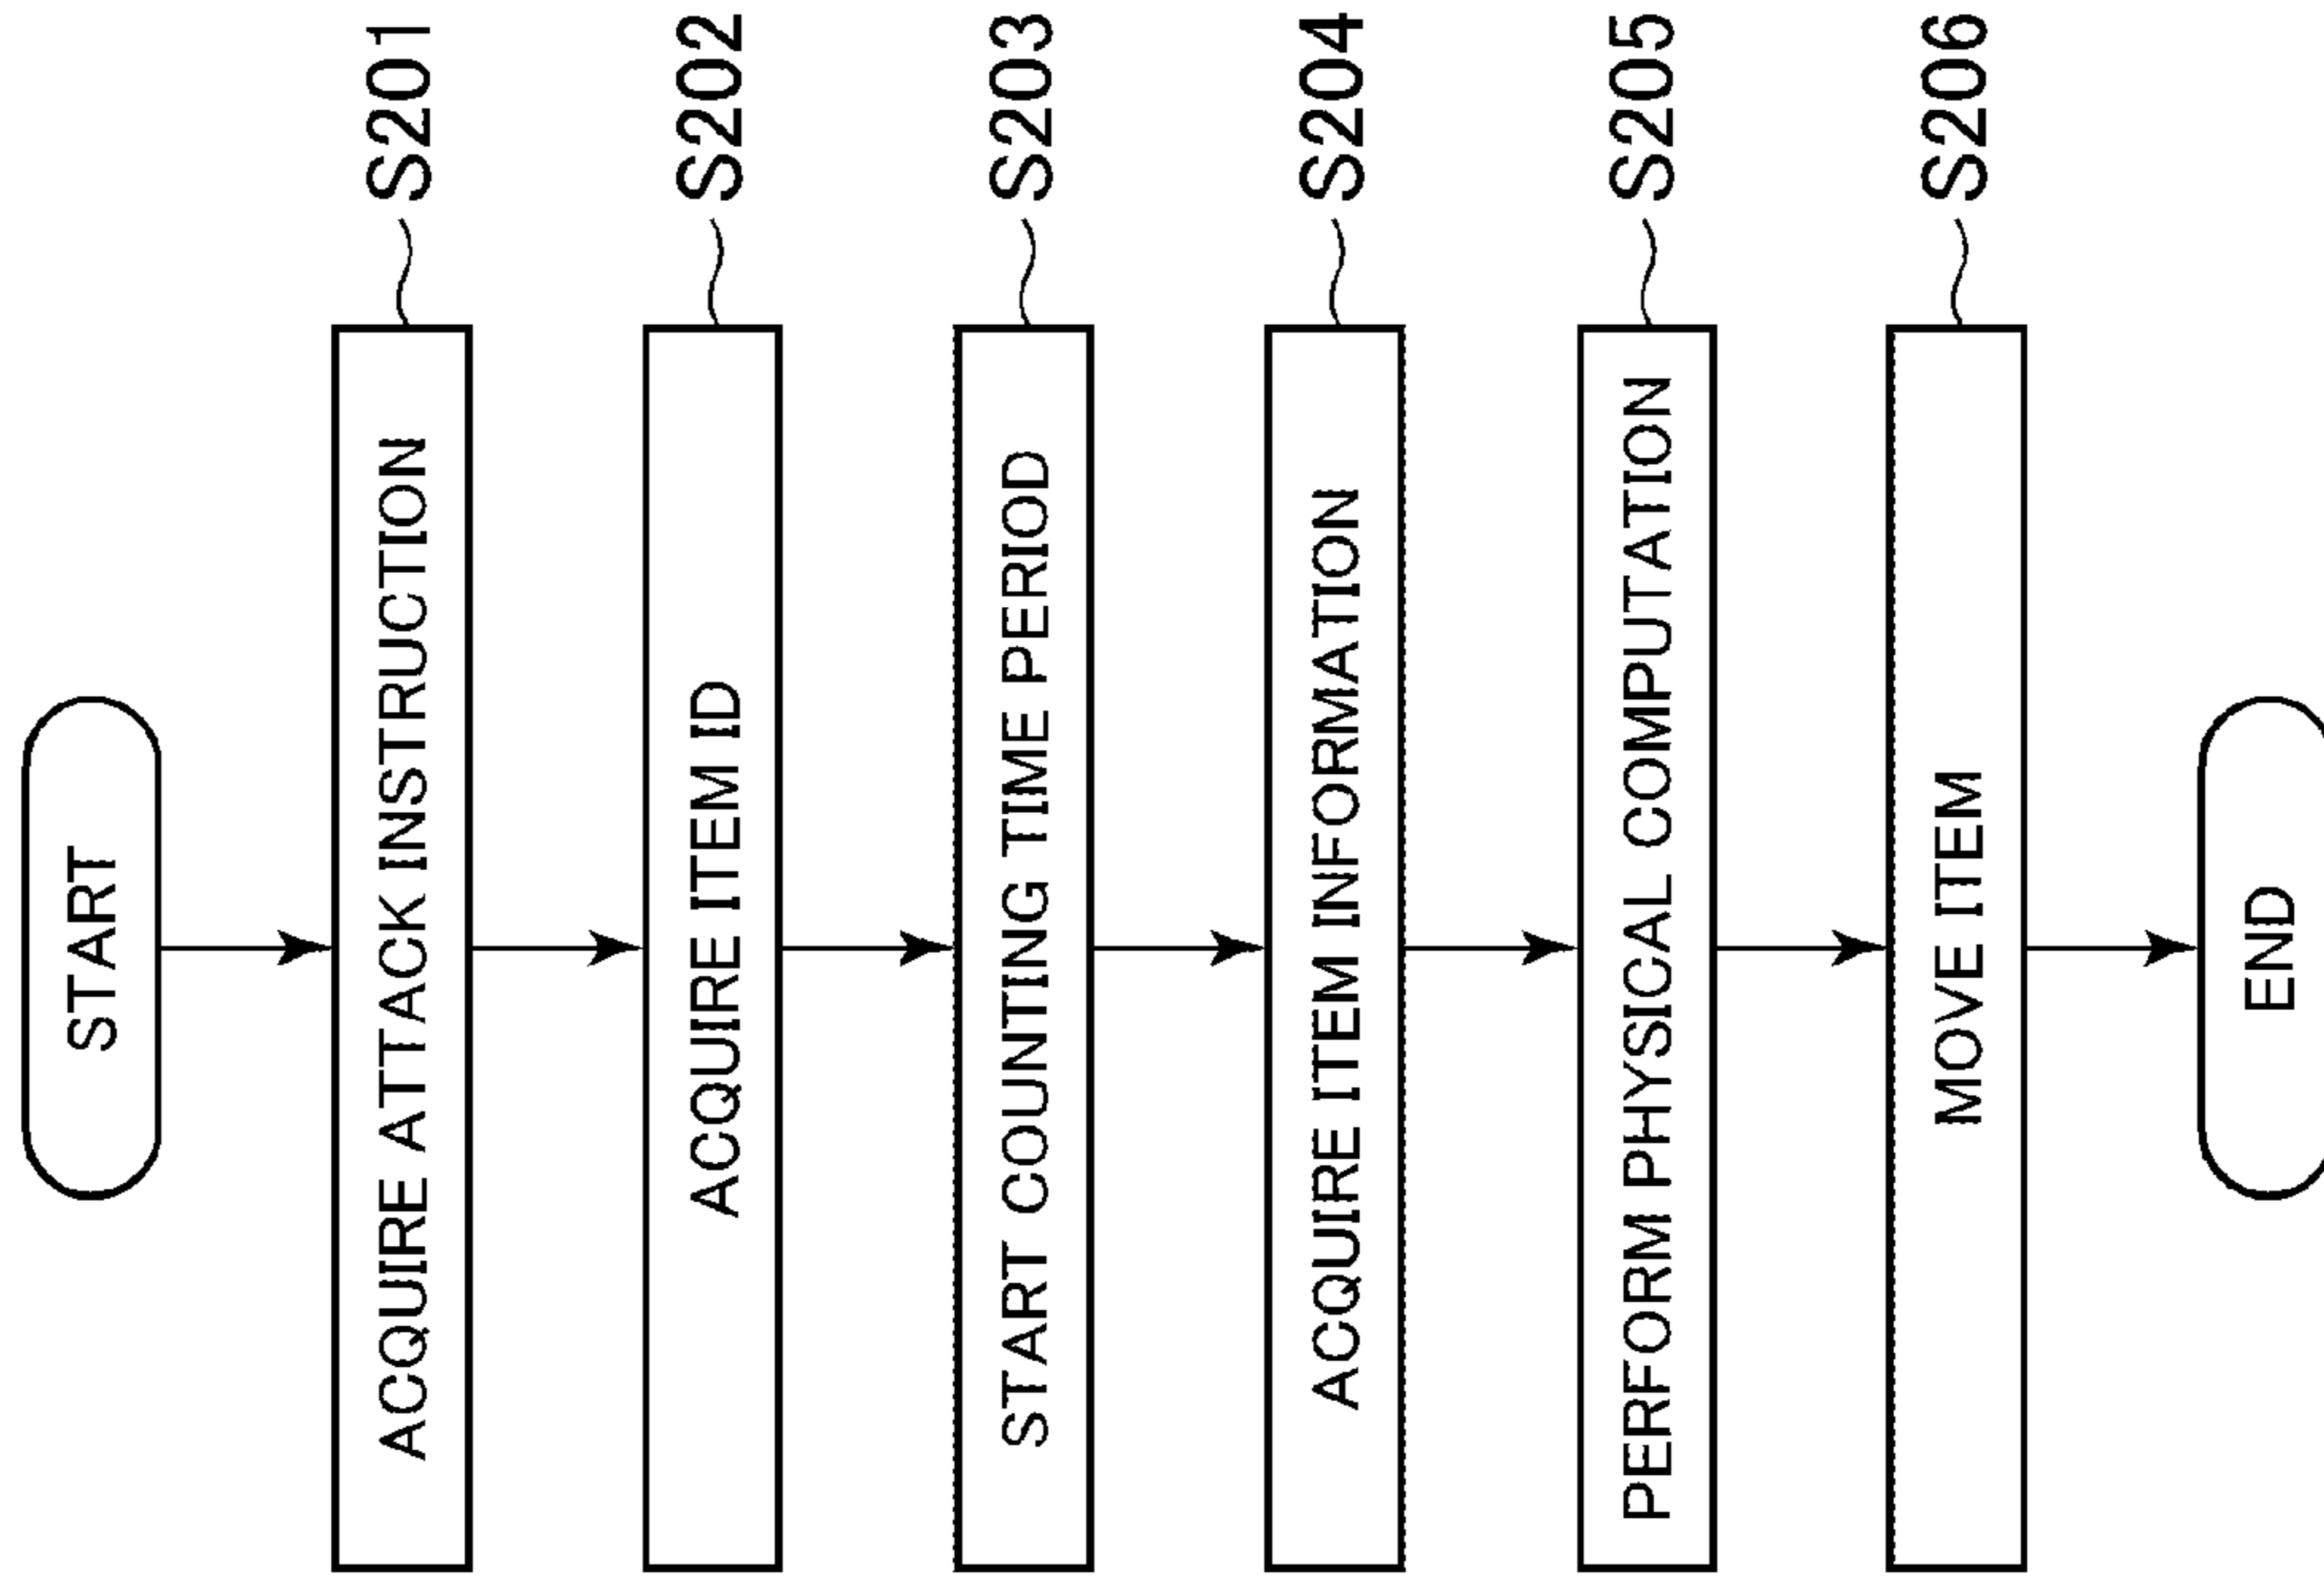 START
ACQUIRE ATTACK INSTRUCTION
S201
ACQUIRE ITEM ID
S202
START COUNTING TIME PERIOD
S203
ACQUIRE ITEM INFORMATION
S204
PERFORM PHYSICAL COMPUTATION
S205
MOVE ITEM
S206
END